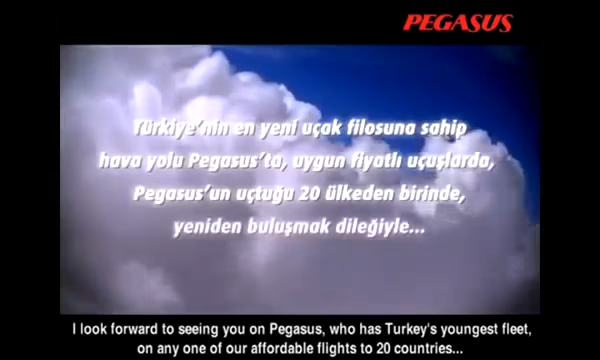 PEGASUS
Türkiye'nin en yeni uçak filosuna sahip
hava yolu Pegasus'ta, uygun fiyatlı uçuşlarda,
Pegasus'un uçtuğu 20 ülkeden birinde,
yeniden buluşmak dileğiyle...
I look forward to seeing you on Pegasus, who has Turkey's youngest fleet,
on any one of our affordable flights to 20 countries...